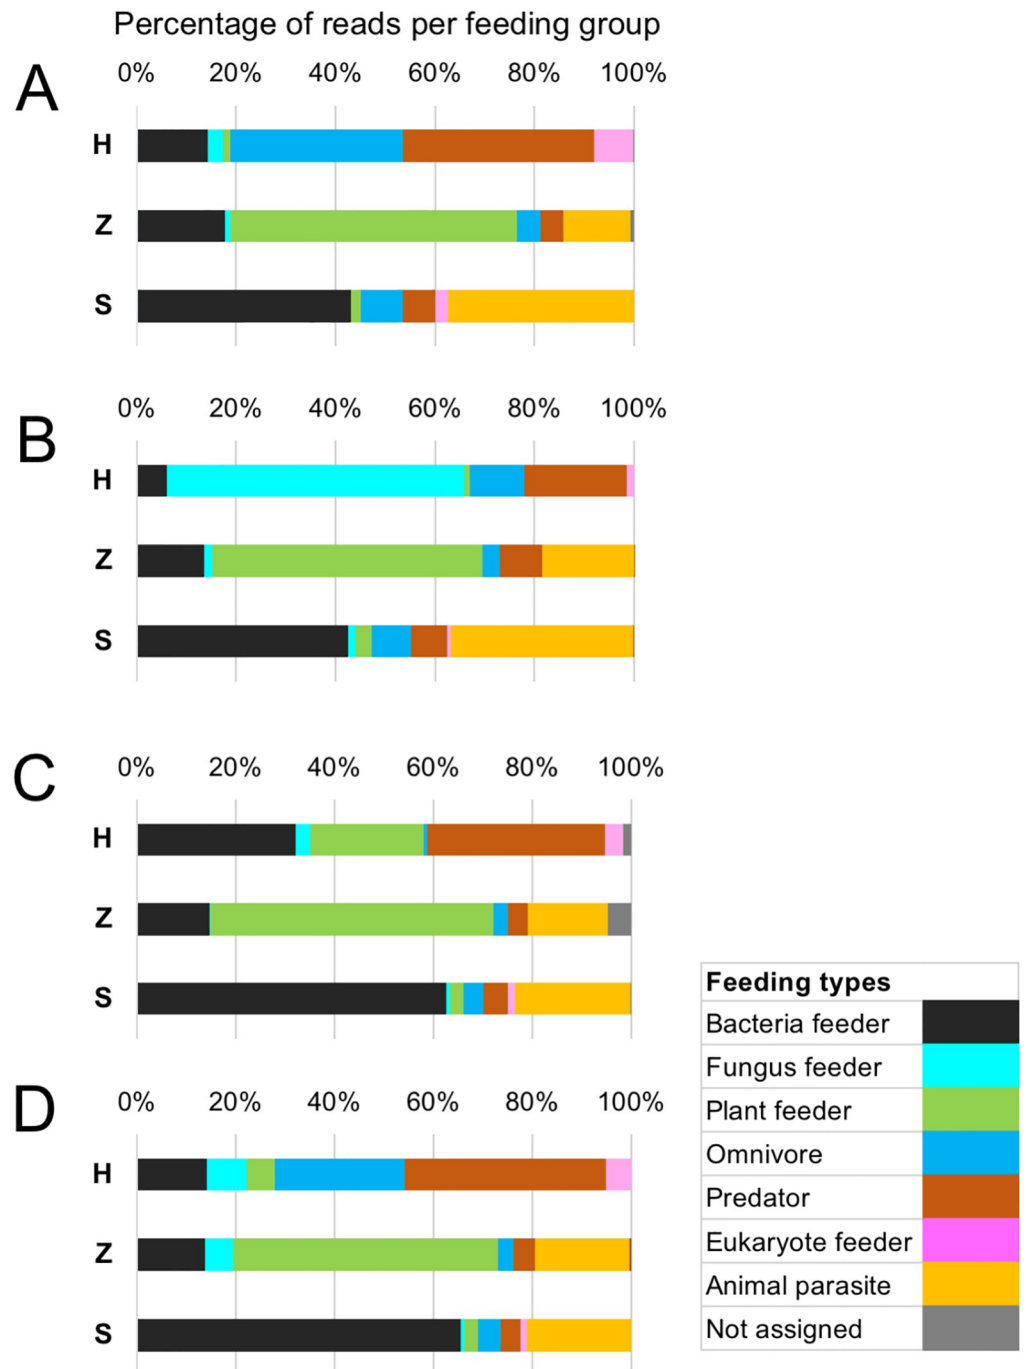 Percentage of reads per feeding group
0% 20% 40% 60% 80% 100%
A
H
Z
S
0% 20% 40% 60% 80% 100%
B
H
Z
S
0% 20% 40% 60% 80% 100%
C
H
Z
S
0% 20% 40% 60% 80% 100%
D
H
Z
S
Feeding types
Bacteria feeder
Fungus feeder
Plant feeder
Omnivore
Predator
Eukaryote feeder
Animal parasite
Not assigned